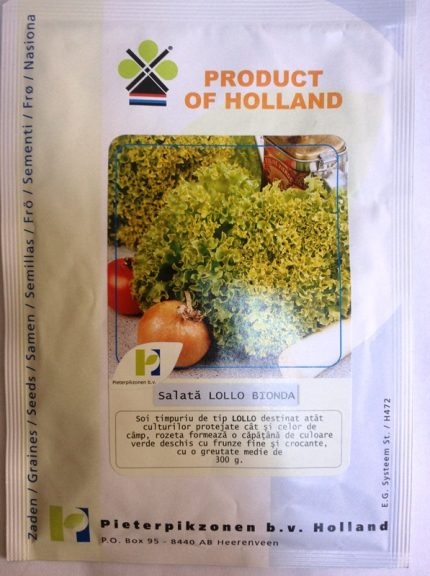 PRODUCT
OF HOLLAND
Zaden / Graines / Seeds / Samen / Semillas / Frö / Sementi / Frø / Nasiona
Pieterpikzonen b.v.
Salată LOLLO BIONDA
Soi timpuriu de tip LOLLO destinat atât
culturilor protejate cât şi celor de
câmp, rozeta formează o căpăţână de culoare
verde deschis cu frunze fine şi crocante,
cu o greutate medie de
300 g.
E.G. Systeem St. / H472
Pieterpikzonen b.v. Holland
P.O. Box 95 - 8440 AB Heerenveen